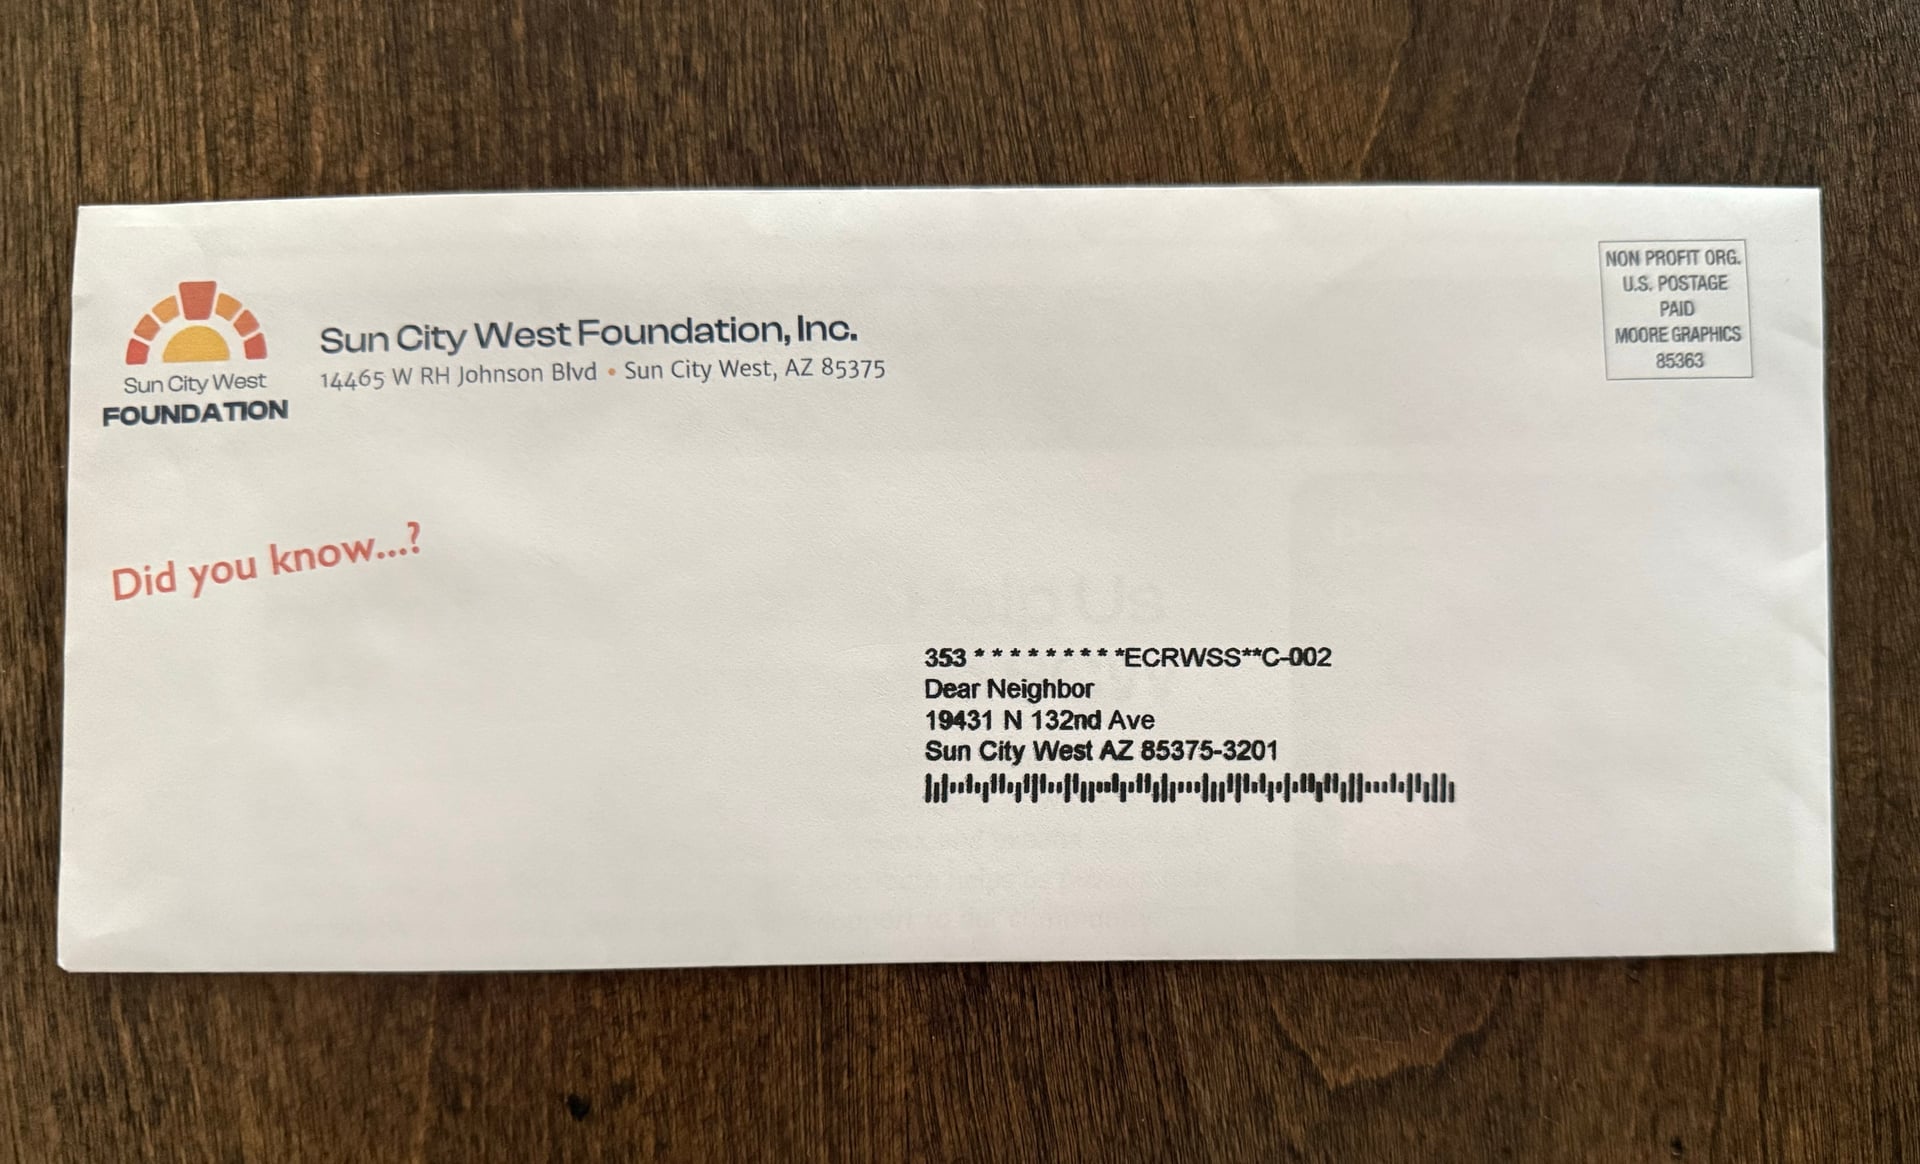 Sun City West
FOUNDATION
Sun City West Foundation, Inc.
14465 W RH Johnson Blvd • Sun City West, AZ 85375
NON PROFIT ORG.
U.S. POSTAGE
PAID
MOORE GRAPHICS
85363
Did you know...?
353 * * * * * * * * *ECRWSS**C-002
Dear Neighbor
19431 N 132nd Ave
Sun City West AZ 85375-3201